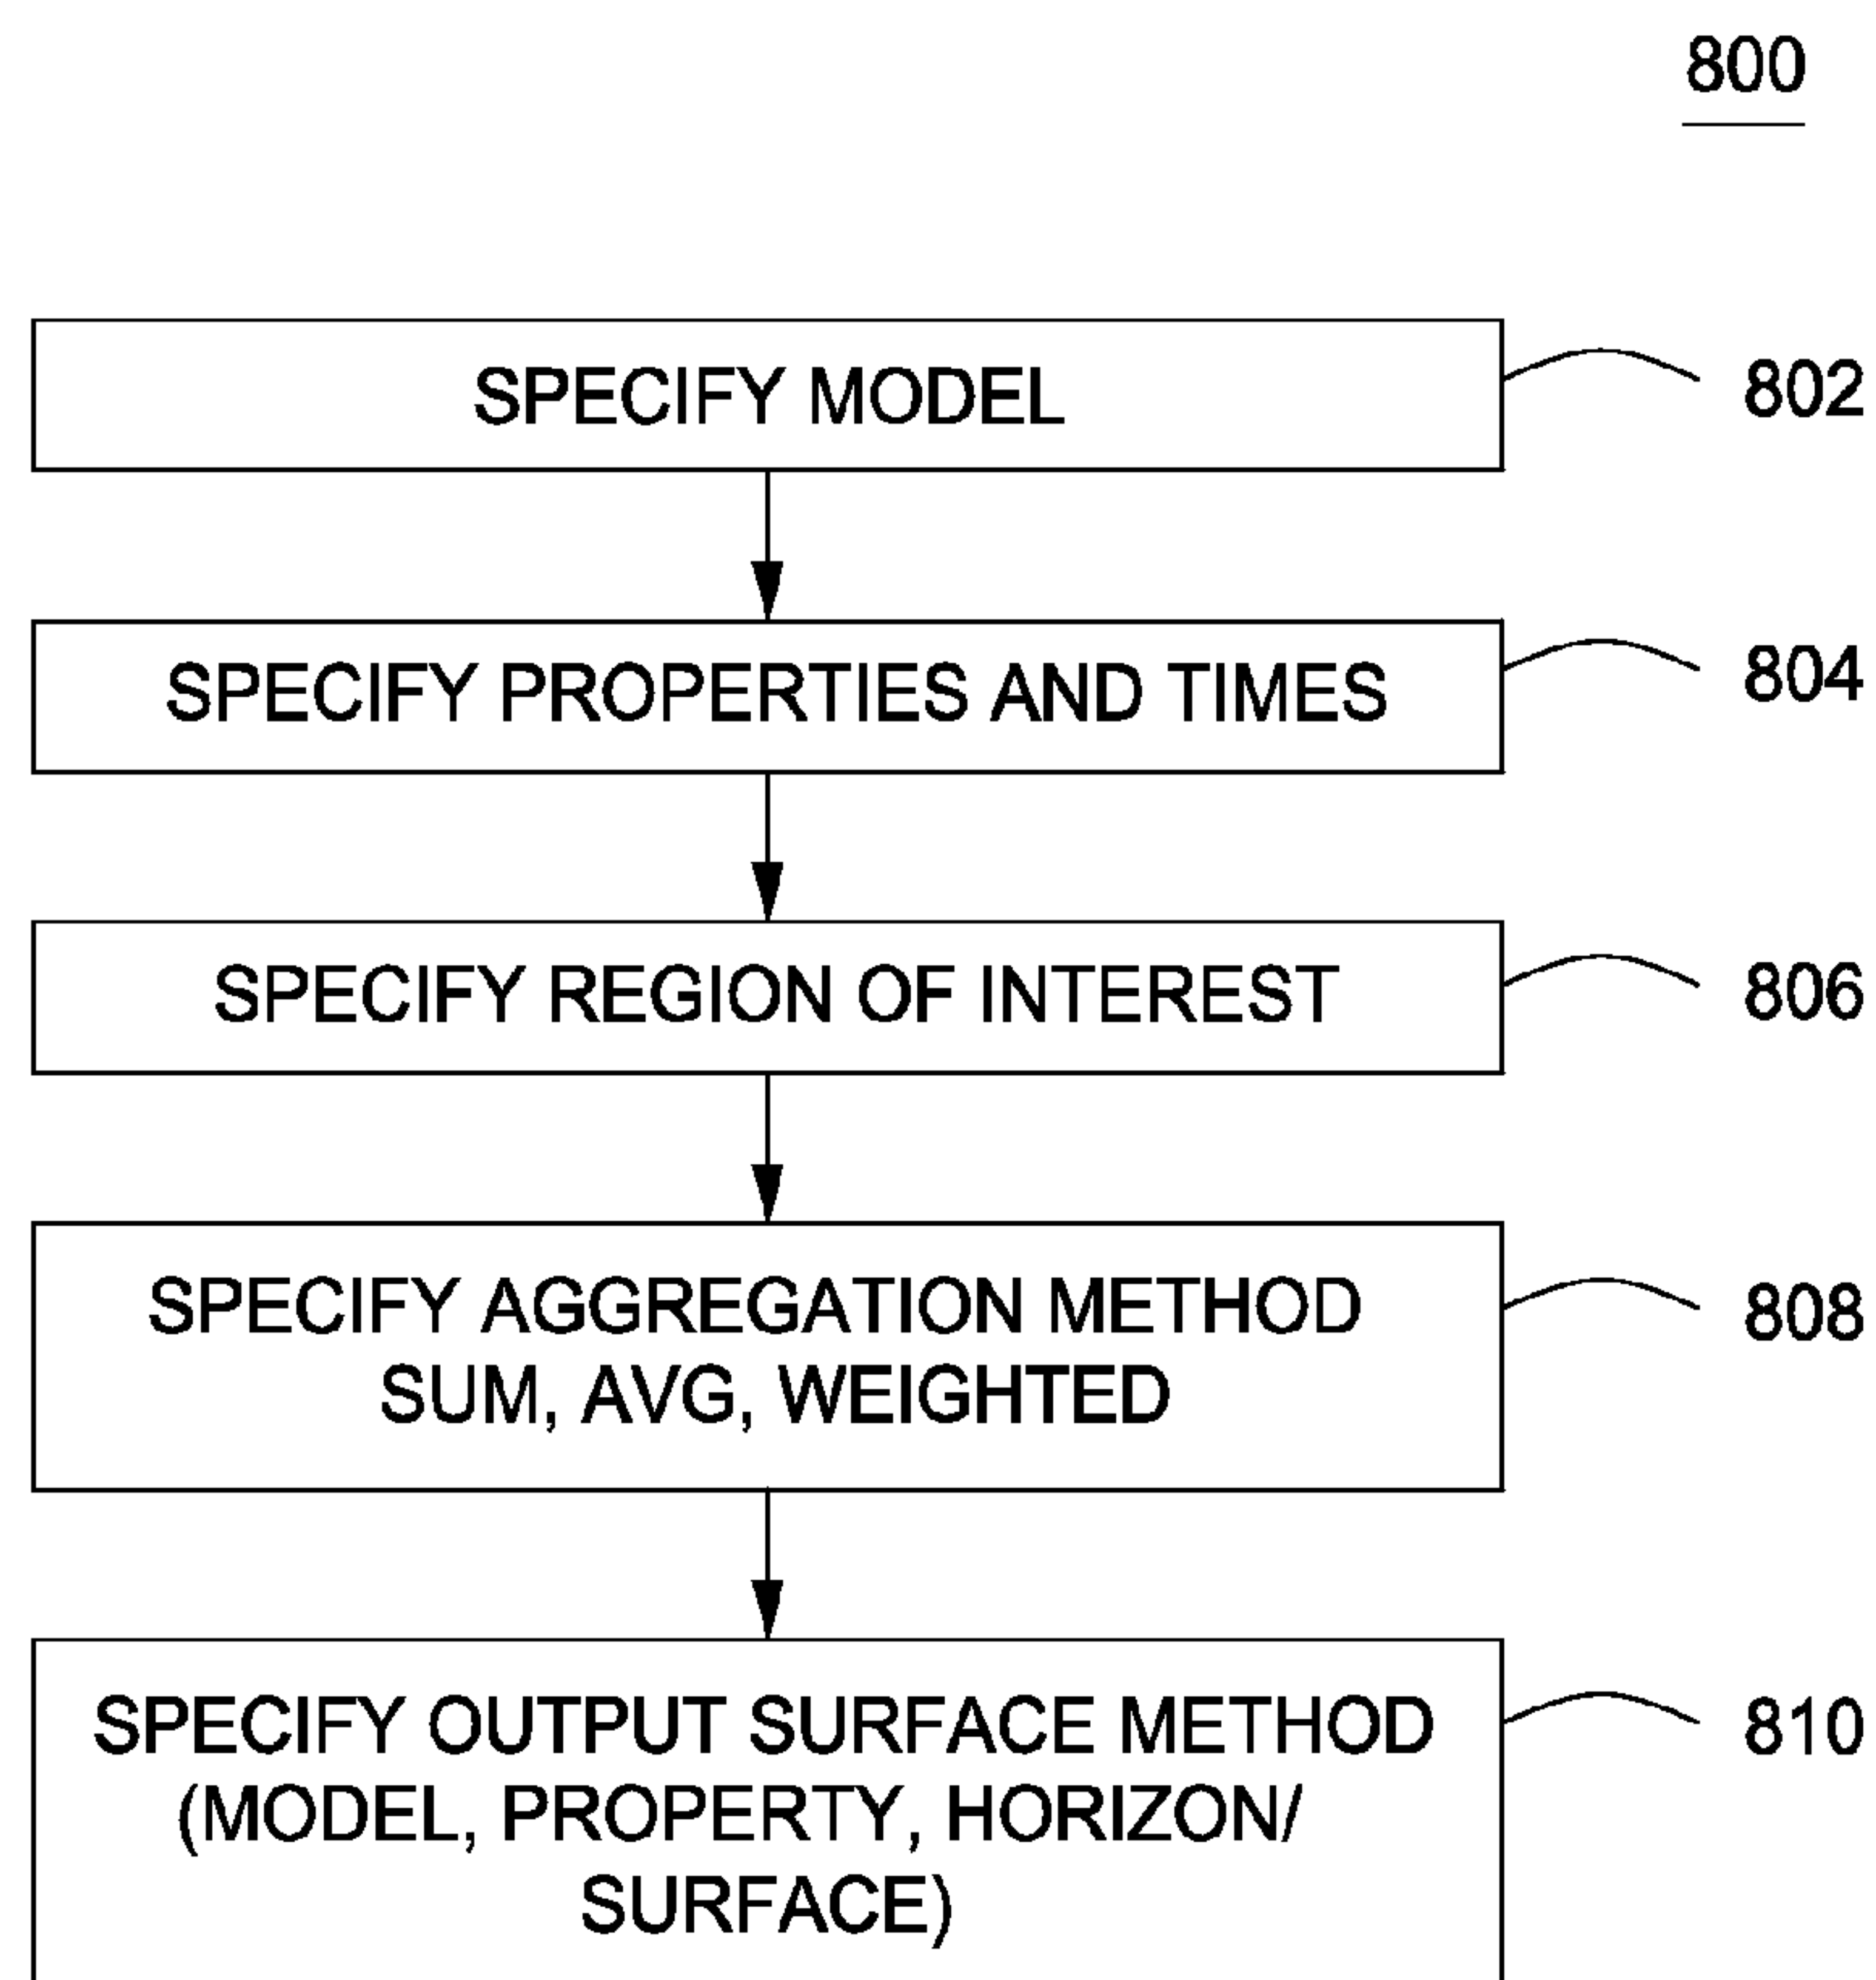 800
SPECIFY MODEL
802
SPECIFY PROPERTIES AND TIMES
804
SPECIFY REGION OF INTEREST
806
SPECIFY AGGREGATION METHOD
SUM, AVG, WEIGHTED
808
SPECIFY OUTPUT SURFACE METHOD
(MODEL, PROPERTY, HORIZON/
SURFACE)
810